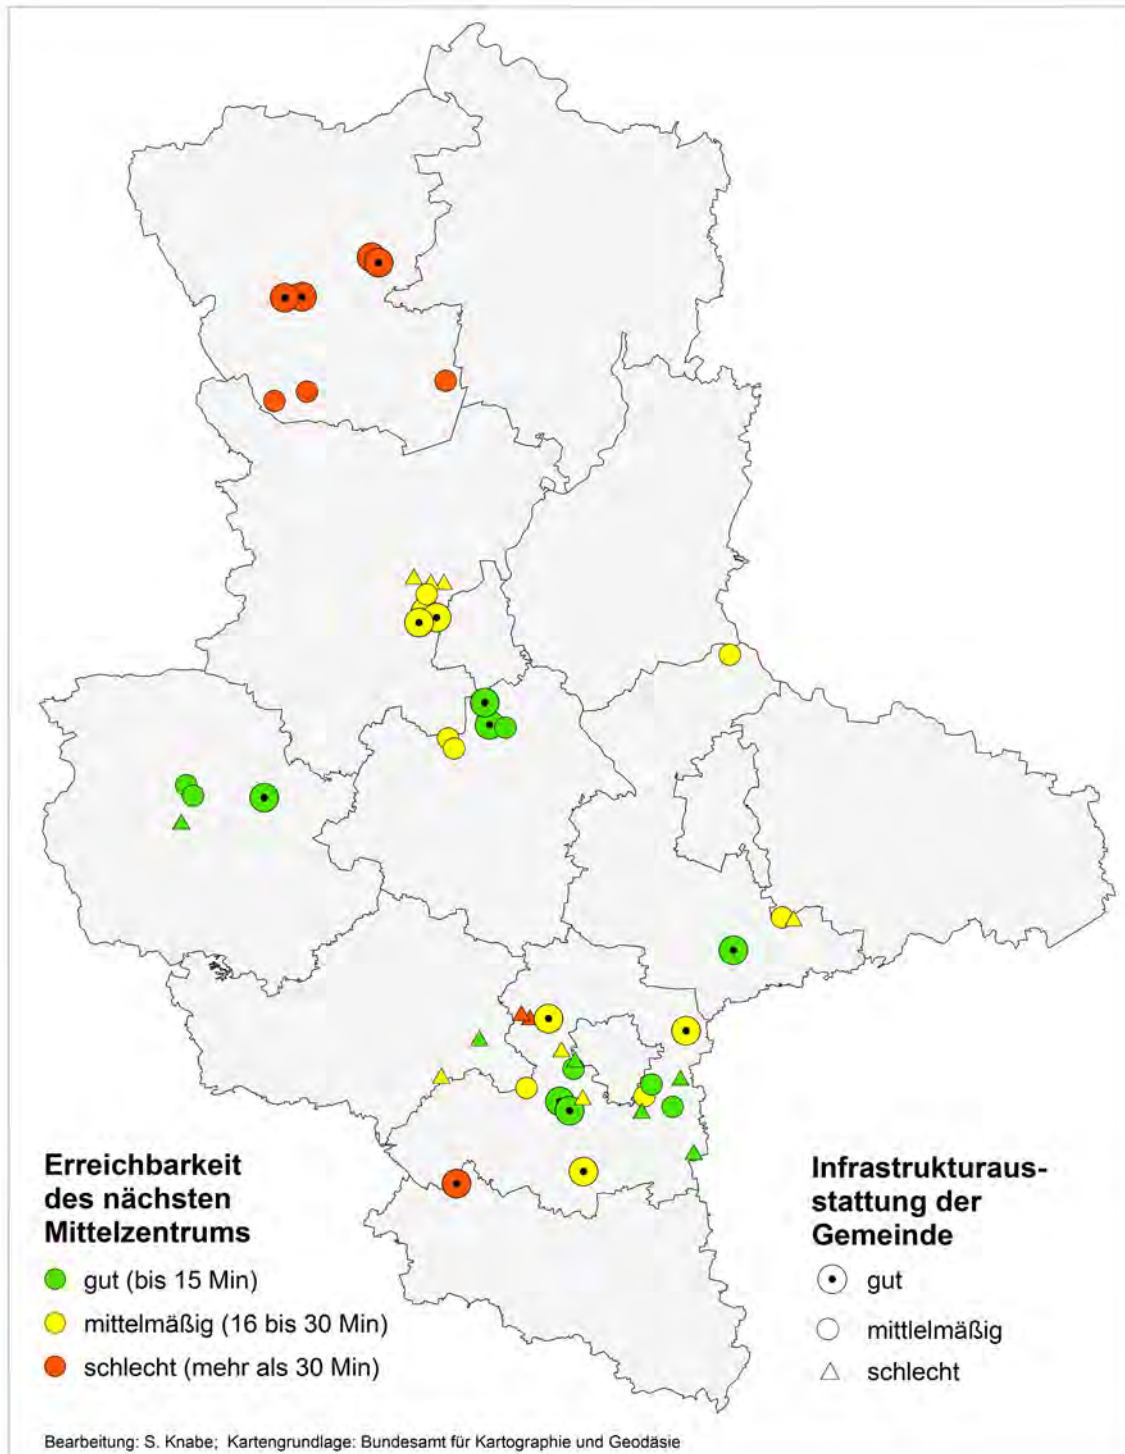 Erreichbarkeit
des nächsten
Mittelzentrums
gut (bis 15 Min)
mittelmäßig (16 bis 30 Min)
schlecht (mehr als 30 Min)
Infrastrukturaus-
stattung der
Gemeinde
gut
mittlelmäßig
schlecht
Bearbeitung: S. Knabe; Kartengrundlage: Bundesamt für Kartographie und Geodäsie